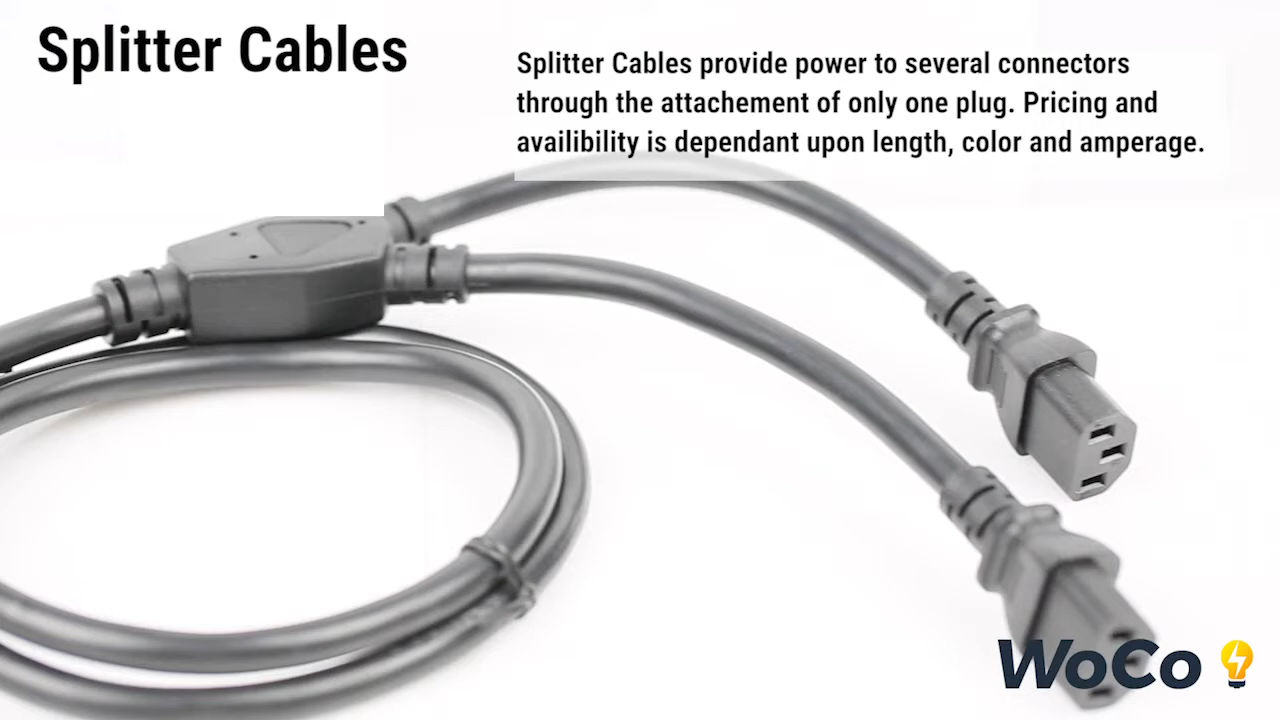 Splitter Cables
Splitter Cables provide power to several connectors
through the attachement of only one plug. Pricing and
availibility is dependant upon length, color and amperage.
WoCo